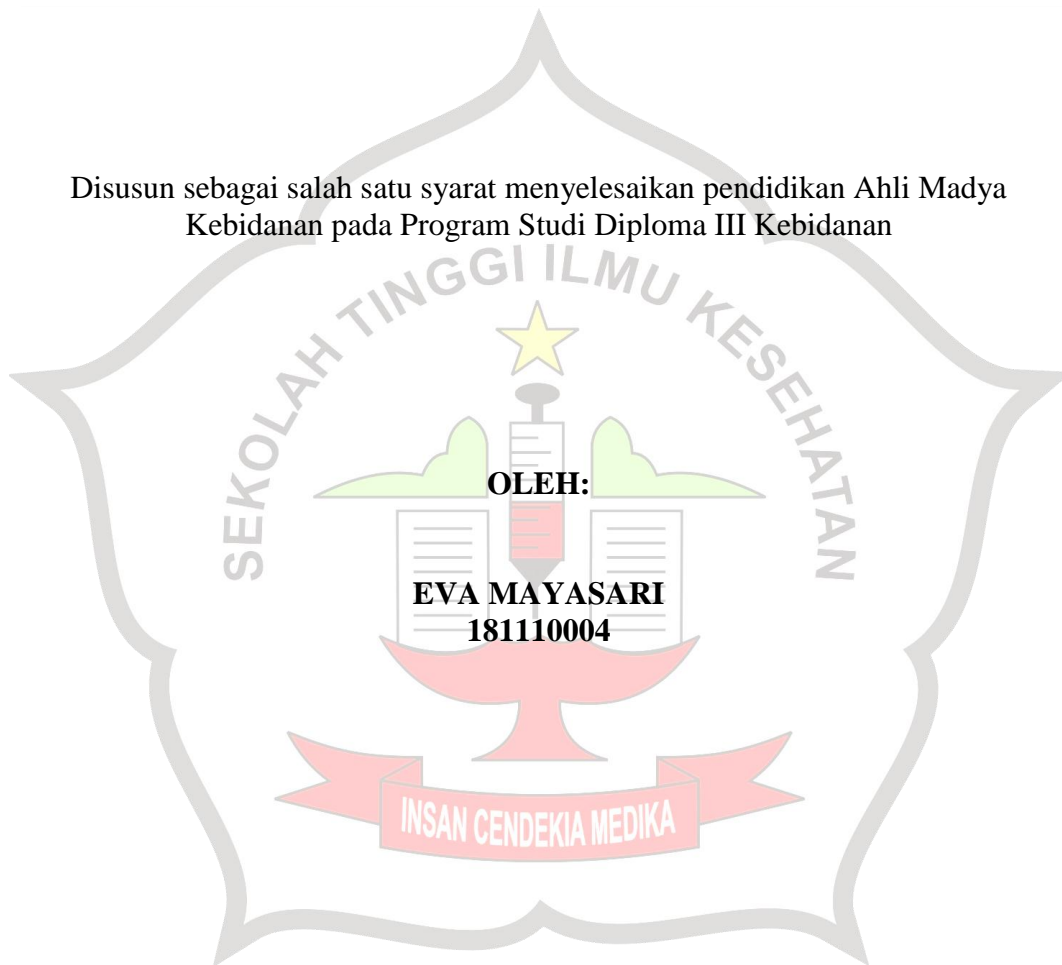 Disusun sebagai salah satu syarat menyelesaikan pendidikan Ahli Madya
Kebidanan pada Program Studi Diploma III Kebidanan
SEKOLAH TINGGI ILMU KESEHATAN
OLEH:
EVA MAYASARI
181110004
INSAN CENDEKIA MEDIKA